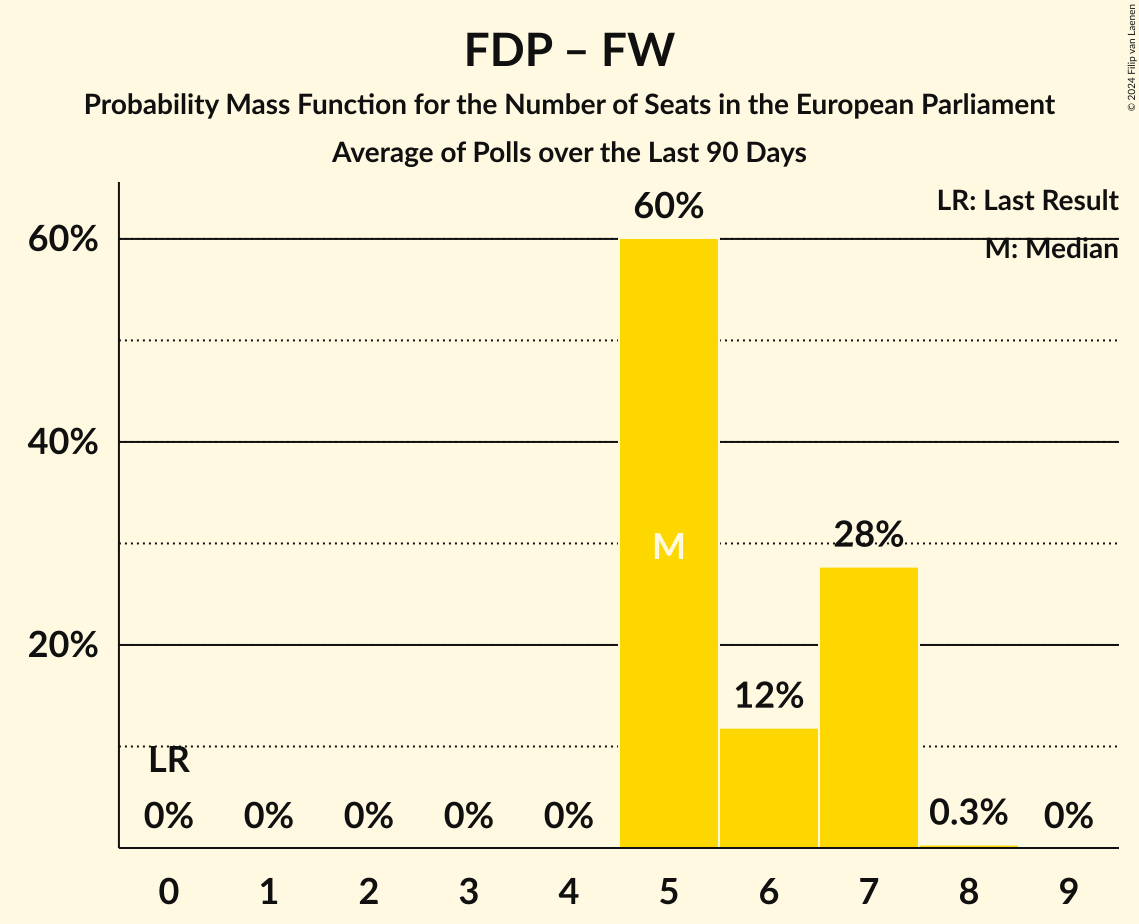 FDP – FW
Probability Mass Function for the Number of Seats in the European Parliament
Average of Polls over the Last 90 Days
© 2024 Filip van Laenen
LR: Last Result
M: Median
60%
40%
20%
60%
M
28%
12%
LR
0%
0%
0%
0%
0%
0.3%
0%
0
1
2
3
4
5
6
7
8
9